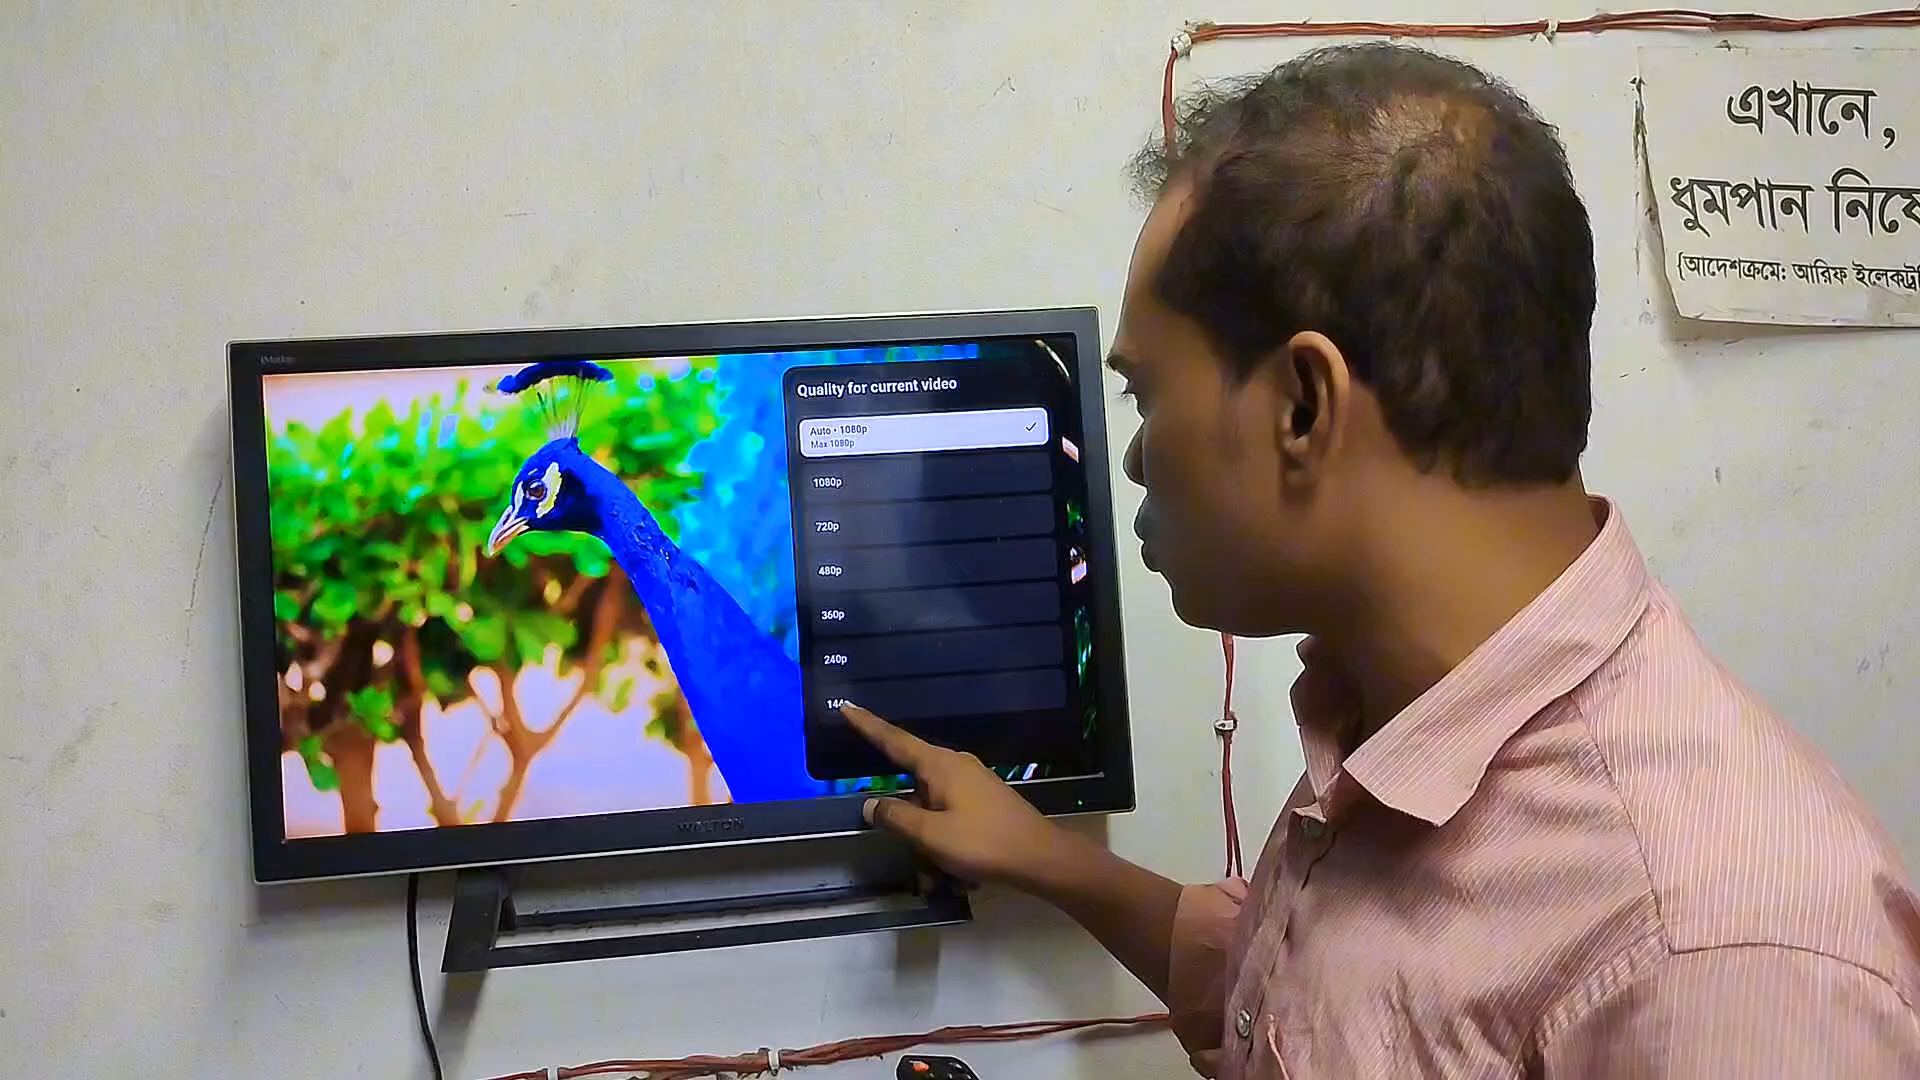 এখানে,
ধুমপান নিষে
{আদেশক্রমে: আরিফ ইলেকট্র
Quality for current video
Auto • 1080p
Max 1080p
1080p
720p
480p
360p
240p
WALTON